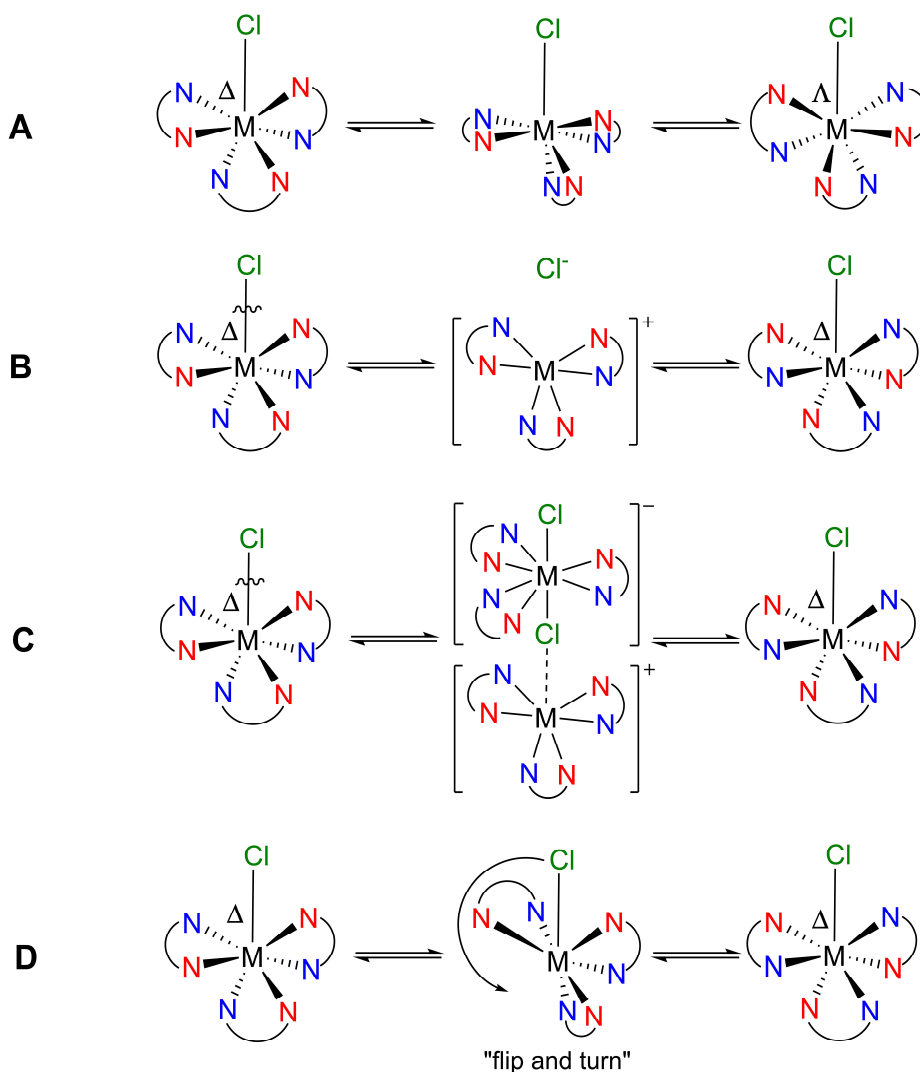 Cl Cl Cl
N Δ N N Λ N
A N M N N M N N M N
N N N N
N N N N N N
B Cl Cl⁻ Cl
N Δ N N N + N Δ N
N M N N M N N M N
N N N N N N
C Cl Cl −  Cl
N Δ N N N N Δ N
N M N N M N N M N
N N N N N N
Cl
N N +
N M N
N N
D Cl Cl Cl
N Δ N N N N N Δ N
N M N M N N M N
N N N N N N
"flip and turn"